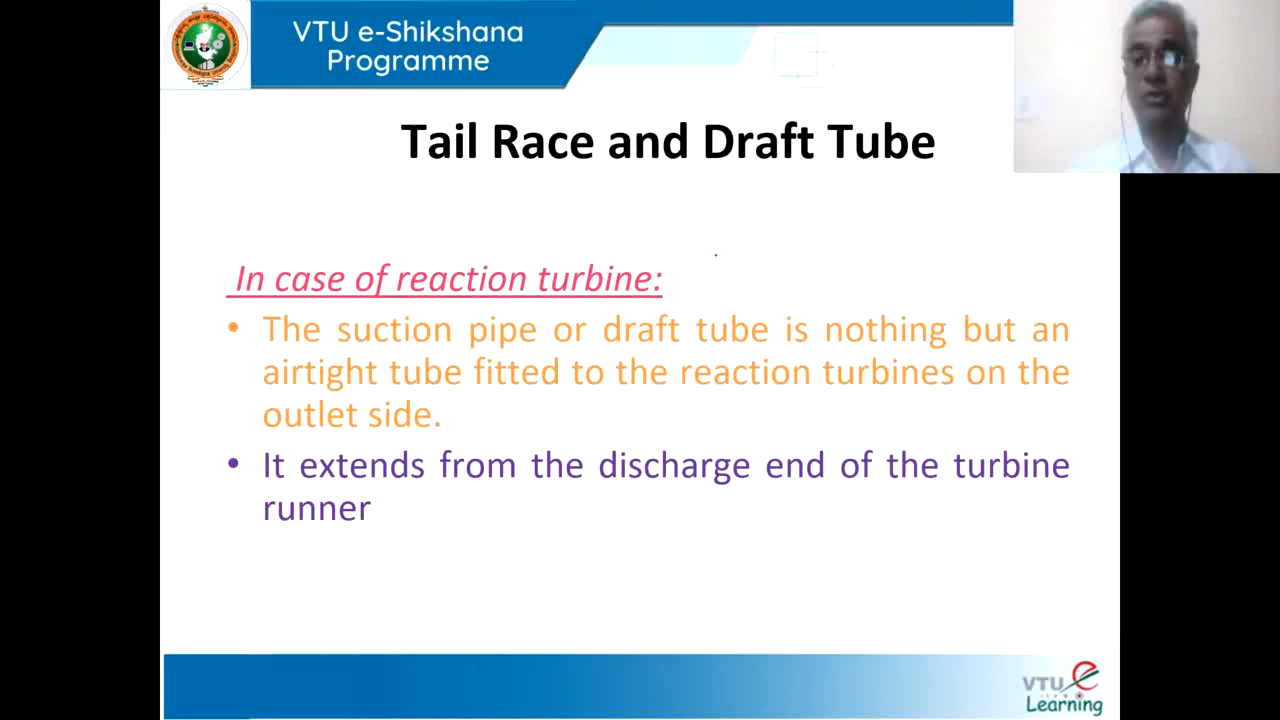 VTU e-Shikshana
Programme
Tail Race and Draft Tube
In case of reaction turbine:
• The suction pipe or draft tube is nothing but an
airtight tube fitted to the reaction turbines on the
outlet side.
• It extends from the discharge end of the turbine
runner
VTU e
Learning